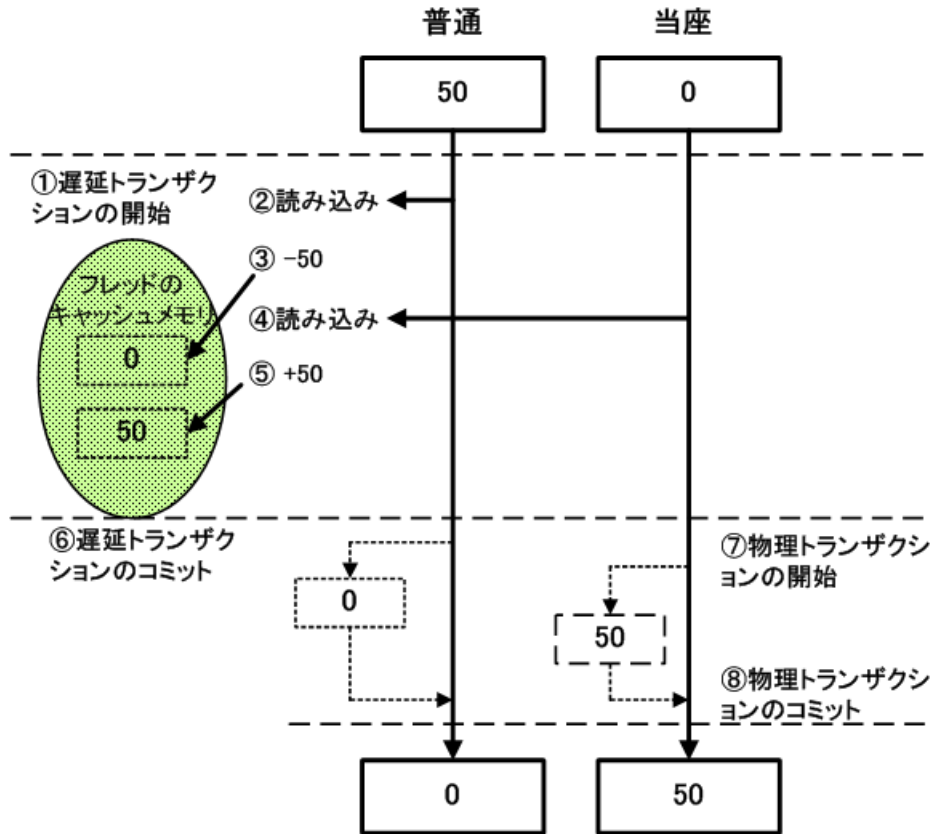 普通
当座
50
0
①遅延トランザク
ションの開始
②読み込み
③ -50
フレッドの
キャッシュメモリ
④読み込み
0
⑤ +50
50
⑥遅延トランザク
ションのコミット
⑦物理トランザクシ
ョンの開始
0
50
⑧物理トランザクシ
ョンのコミット
0
50